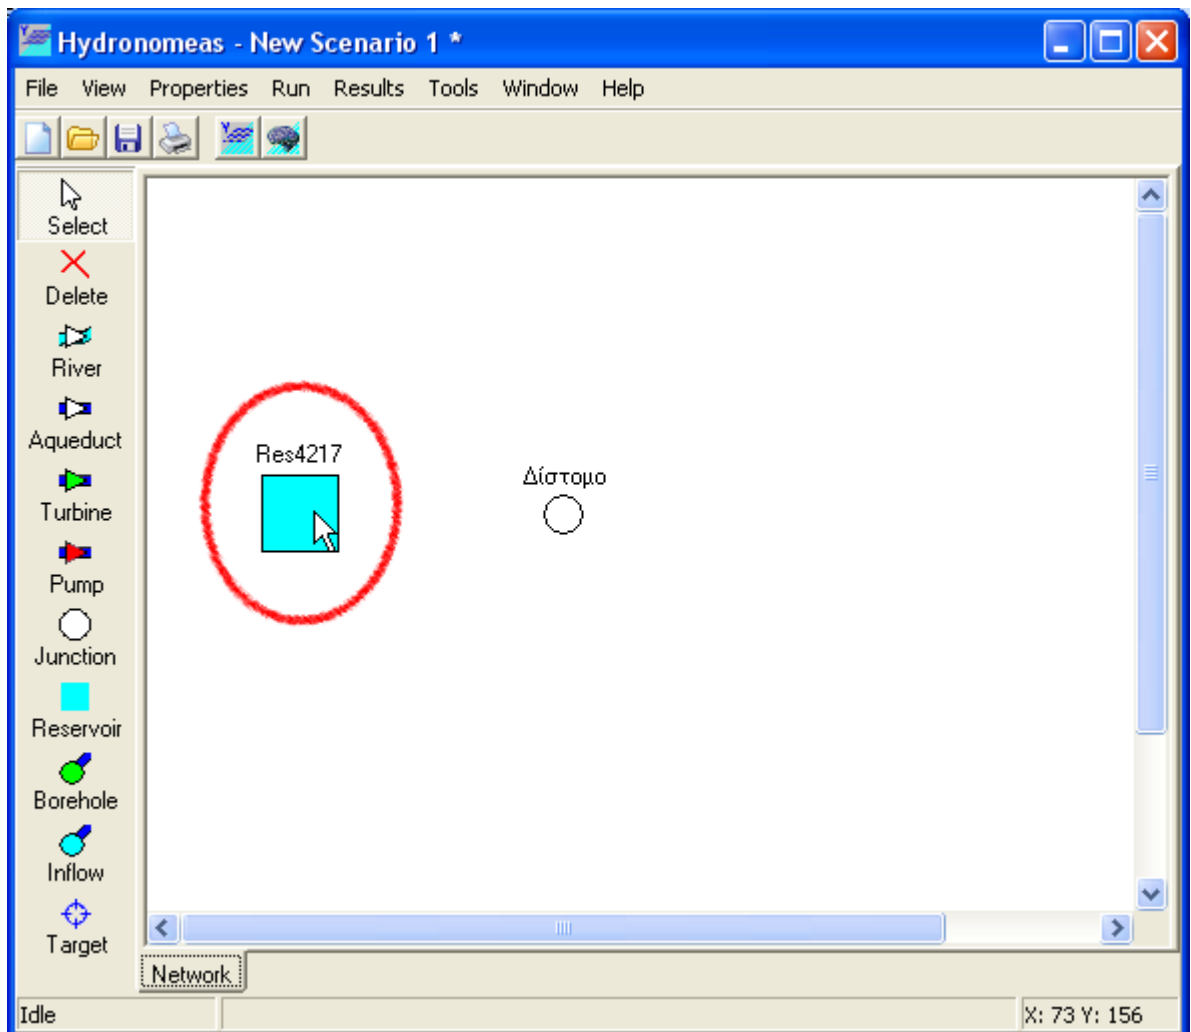 Hydronomeas - New Scenario 1 *
File View Properties Run Results Tools Window Help
Select
Delete
River
Aqueduct
Turbine
Pump
Junction
Reservoir
Borehole
Inflow
Target
Res4217
Δίστομο
Network
Idle
X: 73 Y: 156